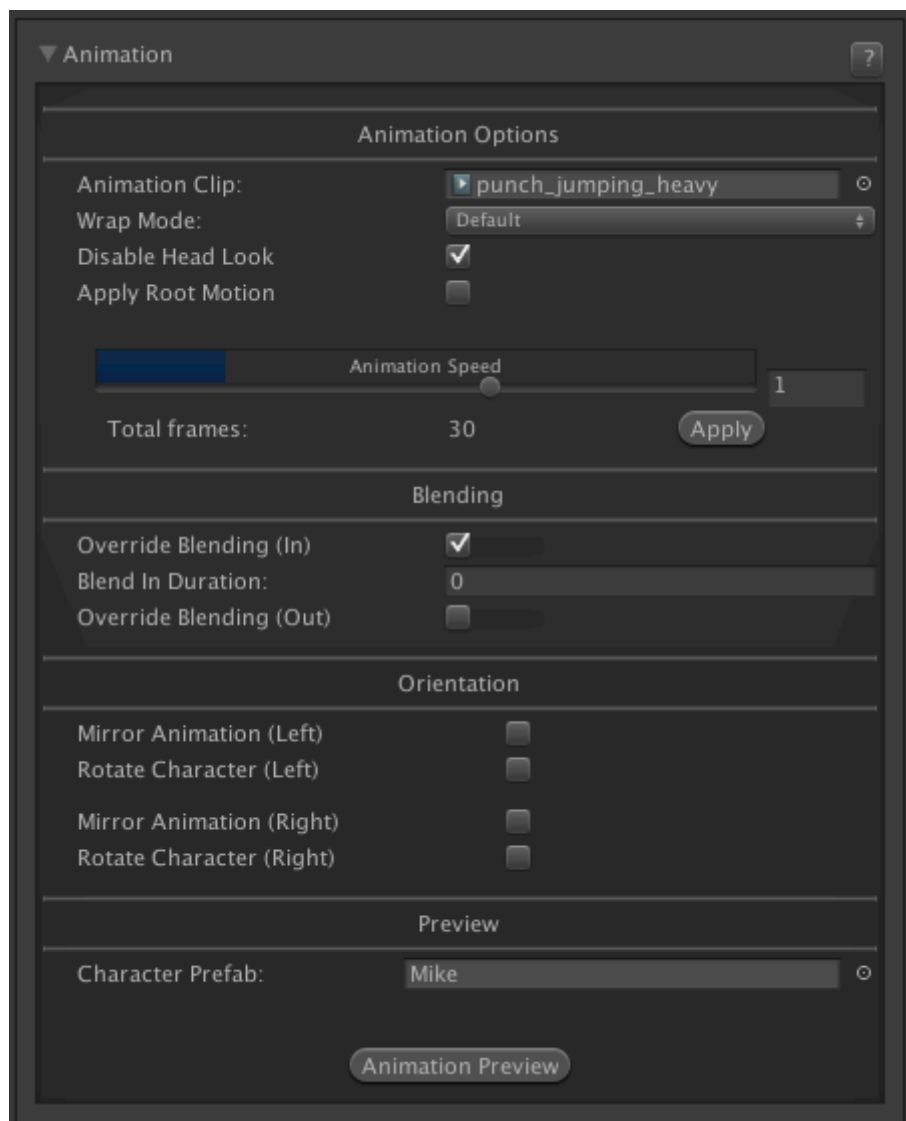 Animation
?
Animation Options
Animation Clip: punch_jumping_heavy
Wrap Mode: Default
Disable Head Look
Apply Root Motion
Animation Speed
1
Total frames: 30 Apply
Blending
Override Blending (In)
Blend In Duration: 0
Override Blending (Out)
Orientation
Mirror Animation (Left)
Rotate Character (Left)
Mirror Animation (Right)
Rotate Character (Right)
Preview
Character Prefab: Mike
Animation Preview